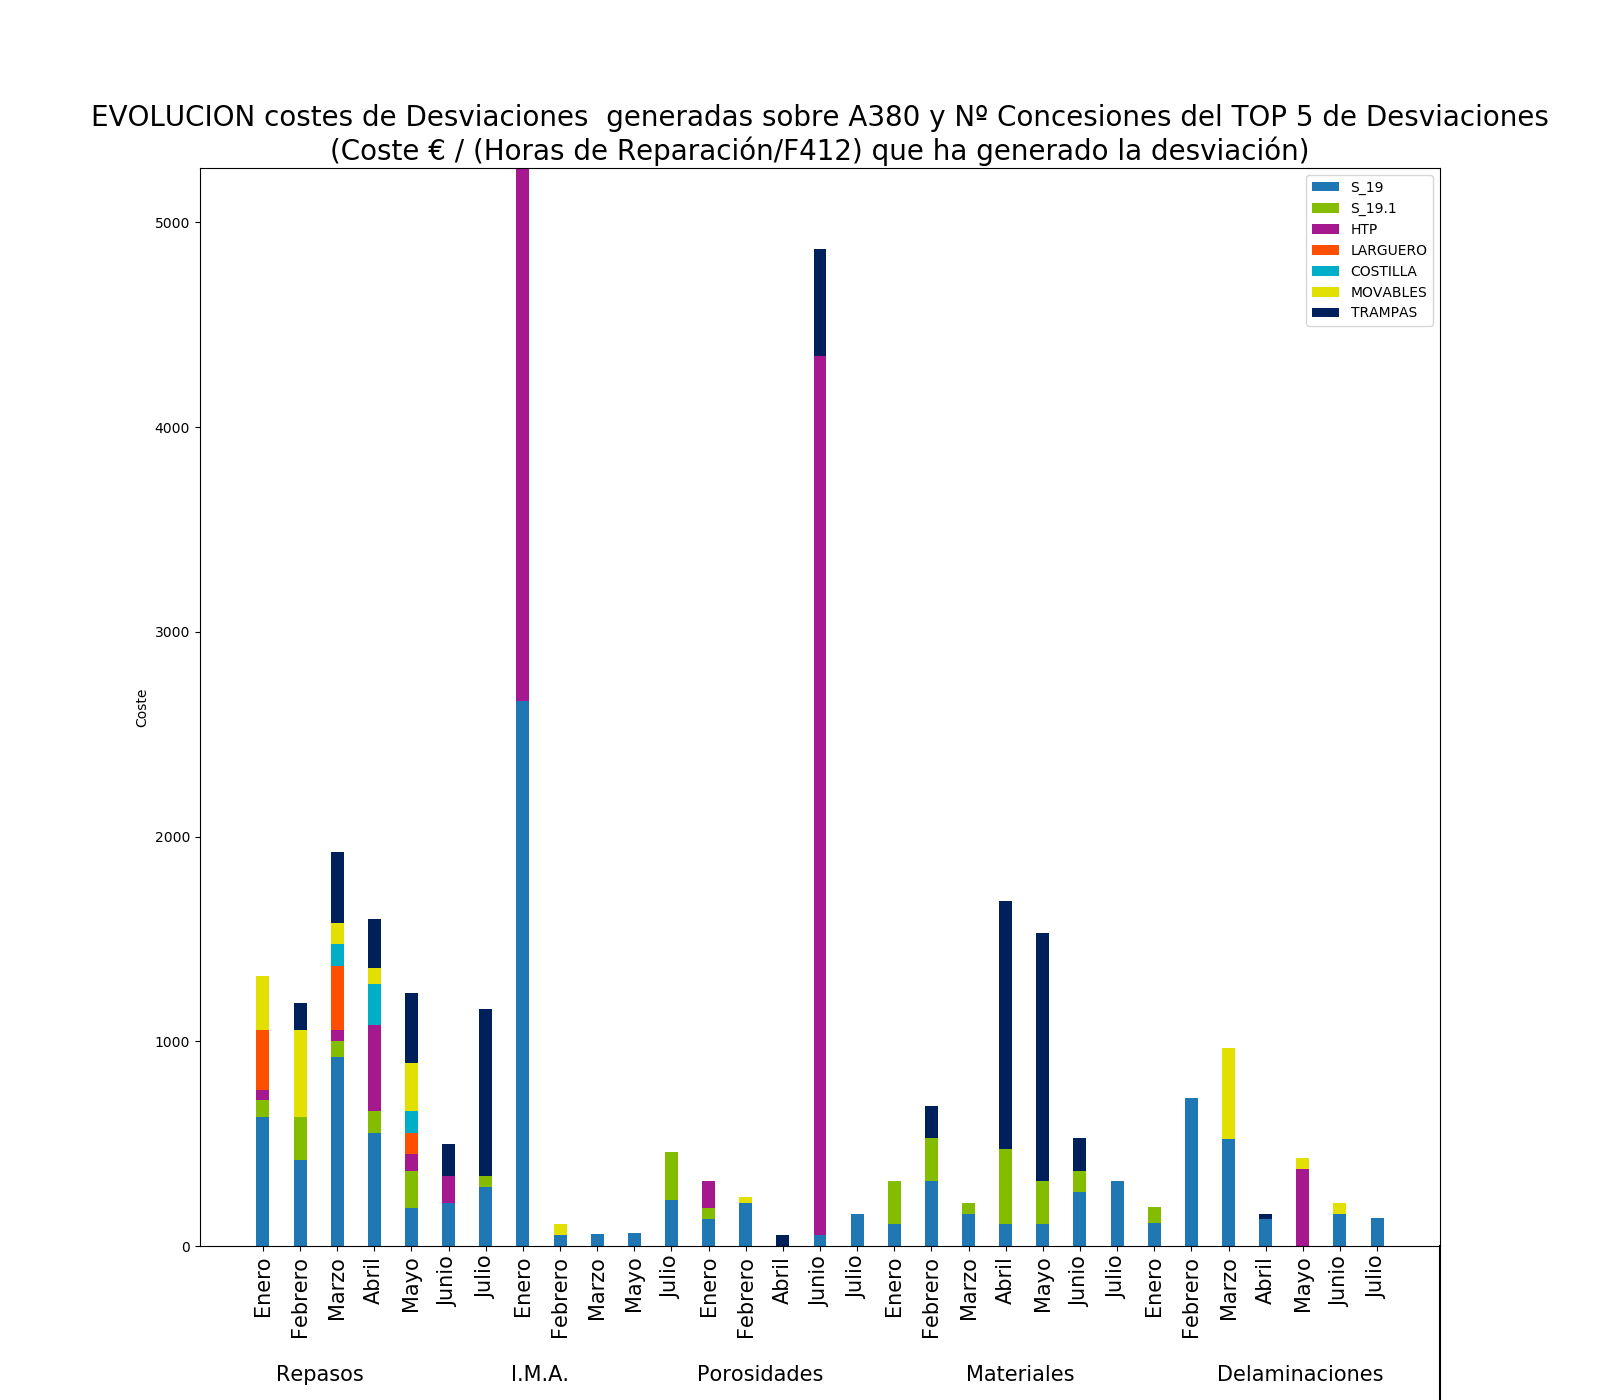 EVOLUCION costes de Desviaciones  generadas sobre A380 y Nº Concesiones del TOP 5 de Desviaciones
(Coste € / (Horas de Reparación/F412) que ha generado la desviación)
S_19
S_19.1
HTP
LARGUERO
COSTILLA
MOVABLES
TRAMPAS
5000
4000
3000
2000
1000
0
Coste
Enero
Febrero
Marzo
Abril
Mayo
Junio
Julio
Enero
Febrero
Marzo
Mayo
Julio
Enero
Febrero
Abril
Junio
Julio
Enero
Febrero
Marzo
Abril
Mayo
Junio
Julio
Enero
Febrero
Marzo
Abril
Mayo
Junio
Julio
Repasos
I.M.A.
Porosidades
Materiales
Delaminaciones